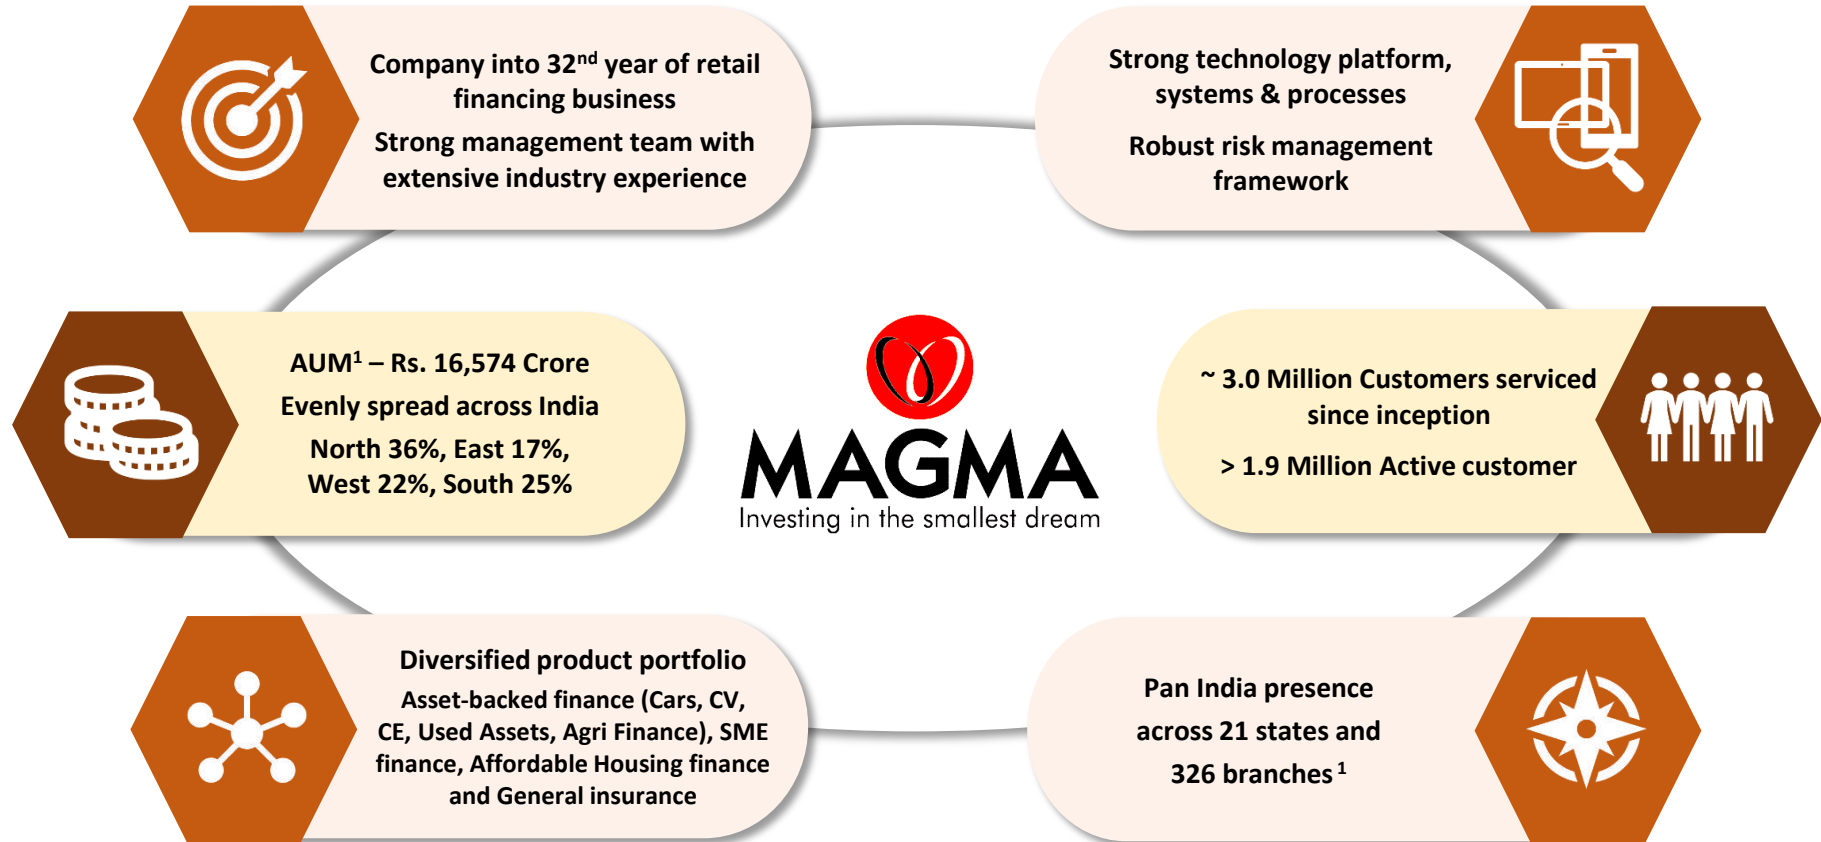 Company into 32nd year of retail
financing business
Strong management team with
extensive industry experience
Strong technology platform,
systems & processes
Robust risk management
framework
AUM1 – Rs. 16,574 Crore
Evenly spread across India
North 36%, East 17%,
West 22%, South 25%
MAGMA
Investing in the smallest dream
~ 3.0 Million Customers serviced
since inception
> 1.9 Million Active customer
Diversified product portfolio
Asset-backed finance (Cars, CV,
CE, Used Assets, Agri Finance), SME
finance, Affordable Housing finance
and General insurance
Pan India presence
across 21 states and
326 branches 1